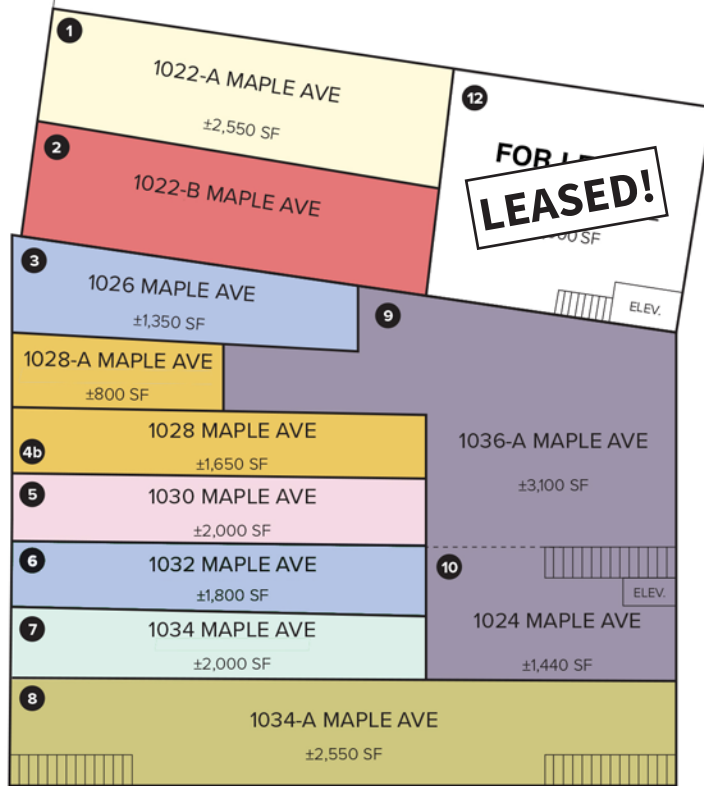 1
1022-A MAPLE AVE
±2,550 SF
2
1022-B MAPLE AVE
12
FOR
LEASED!
SF
ELEV.
3
1026 MAPLE AVE
±1,350 SF
9
1028-A MAPLE AVE
±800 SF
1028 MAPLE AVE
4b
±1,650 SF
1036-A MAPLE AVE
±3,100 SF
5
1030 MAPLE AVE
±2,000 SF
6
1032 MAPLE AVE
±1,800 SF
10
ELEV.
1024 MAPLE AVE
±1,440 SF
7
1034 MAPLE AVE
±2,000 SF
8
1034-A MAPLE AVE
±2,550 SF